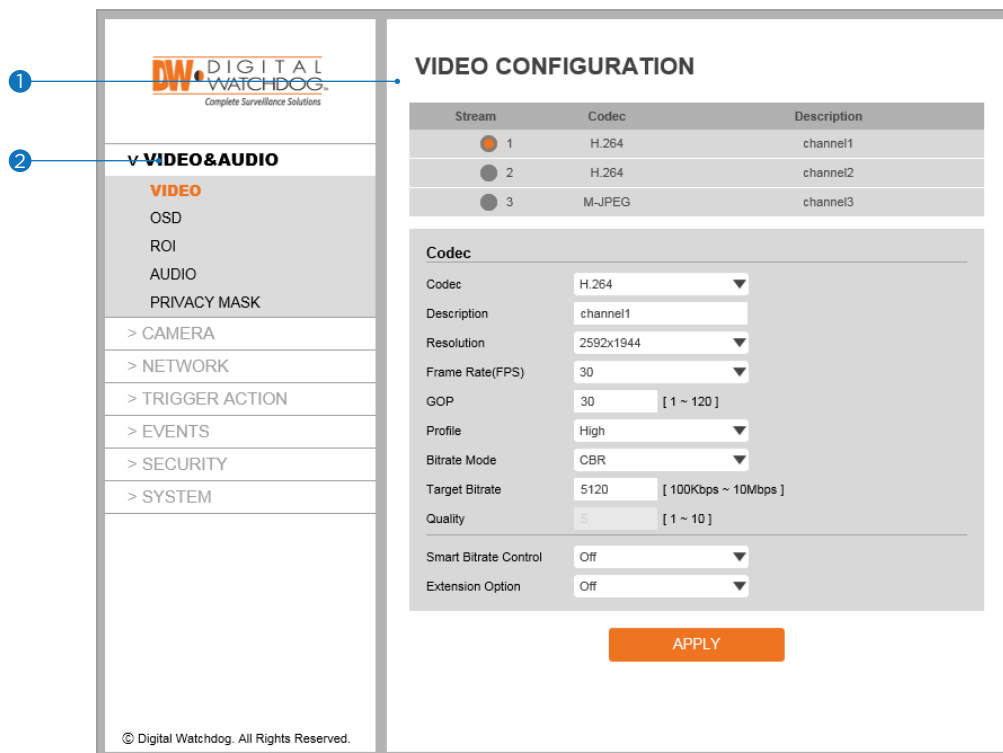 1
2
DW DIGITAL
WATCHDOG™
Complete Surveillance Solutions
v VIDEO&AUDIO
VIDEO
OSD
ROI
AUDIO
PRIVACY MASK
> CAMERA
> NETWORK
> TRIGGER ACTION
> EVENTS
> SECURITY
> SYSTEM
© Digital Watchdog. All Rights Reserved.
VIDEO CONFIGURATION
Stream Codec Description
1 H.264 channel1
2 H.264 channel2
3 M-JPEG channel3
Codec
Codec H.264
Description channel1
Resolution 2592x1944
Frame Rate(FPS) 30
GOP 30 [ 1 ~ 120 ]
Profile High
Bitrate Mode CBR
Target Bitrate 5120 [ 100Kbps ~ 10Mbps ]
Quality 5 [ 1 ~ 10 ]
Smart Bitrate Control Off
Extension Option Off
APPLY